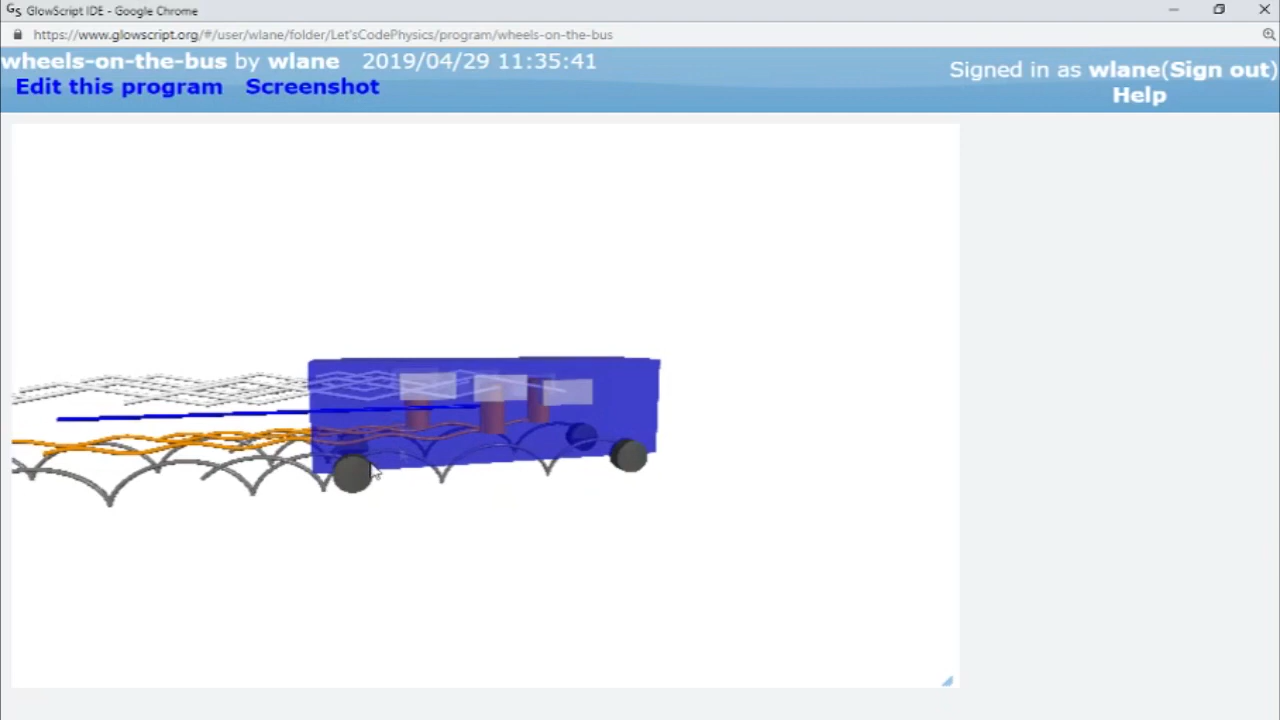 GlowScript IDE - Google Chrome
https://www.glowscript.org/#/user/wlane/folder/Let'sCodePhysics/program/wheels-on-the-bus
wheels-on-the-bus by wlane 2019/04/29 11:35:41
Signed in as wlane(Sign out)
Edit this program Screenshot
Help